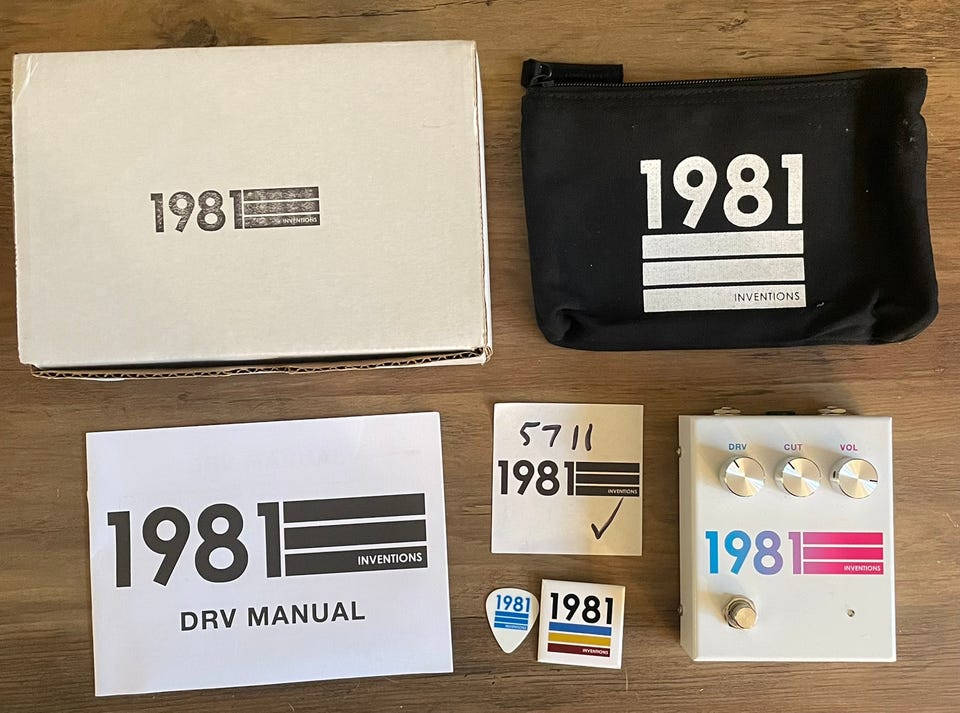 1981
INVENTIONS
1981
INVENTIONS
1981
INVENTIONS
DRV MANUAL
5711
1981
INVENTIONS
1981
INVENTIONS
1981
INVENTIONS
DRV CUT VOL
1981
INVENTIONS